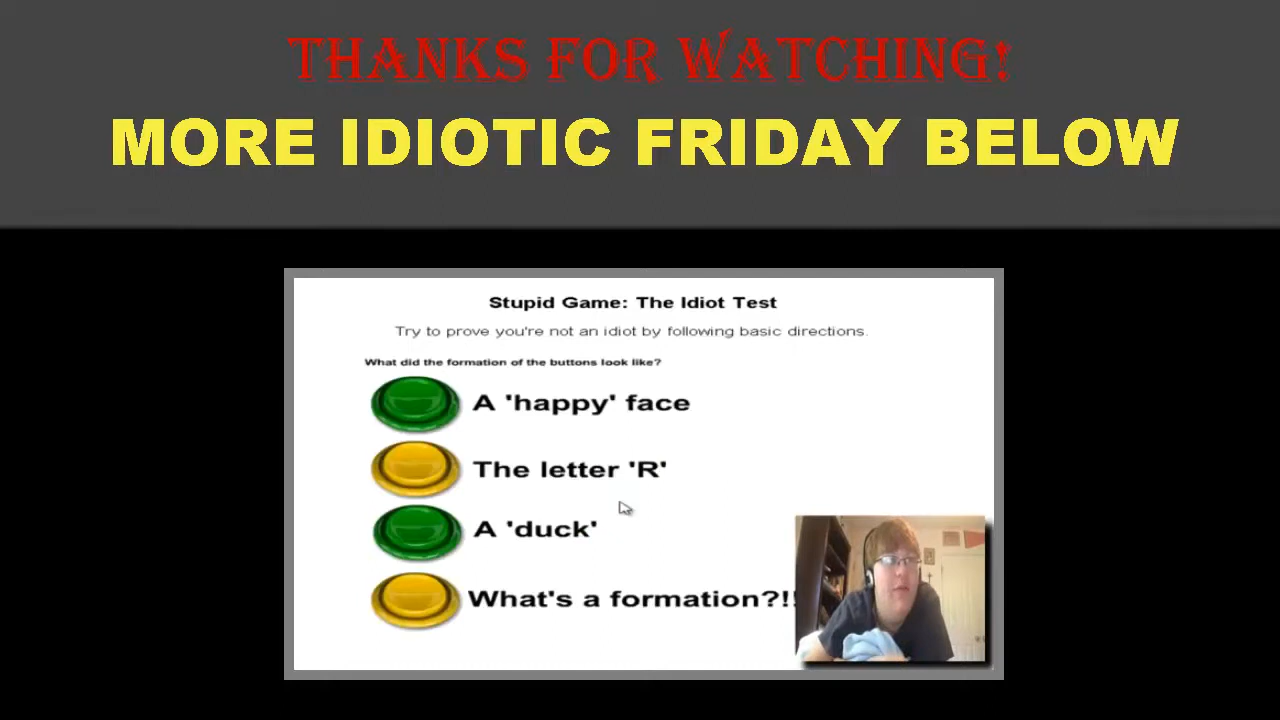 THANKS FOR WATCHING!
MORE IDIOTIC FRIDAY BELOW
Stupid Game: The Idiot Test
Try to prove you're not an idiot by following basic directions.
What did the formation of the buttons look like?
A 'happy' face
The letter 'R'
A 'duck'
What's a formation?!!